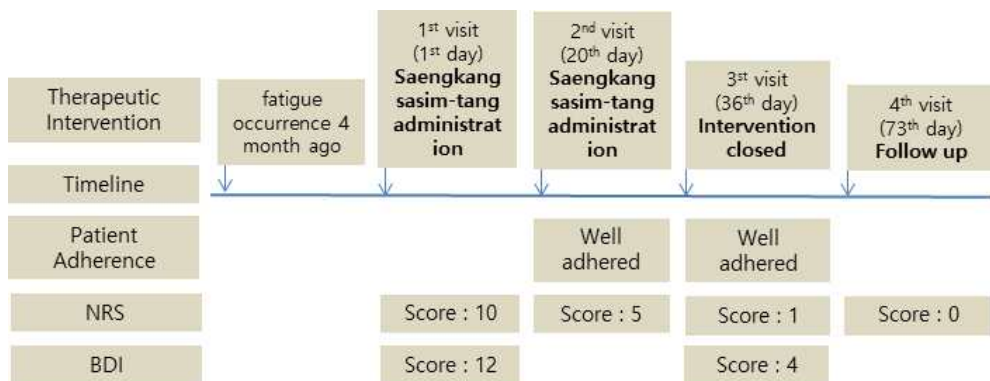 Therapeutic
Intervention
fatigue
occurrence 4
month ago
1st visit
(1st day)
Saengkang
sasim-tang
administrat
ion
2nd visit
(20th day)
Saengkang
sasim-tang
administrat
ion
3st visit
(36th day)
Intervention
closed
4th visit
(73th day)
Follow up
Timeline
Patient
Adherence
Well
adhered
Well
adhered
NRS
Score : 10
Score : 5
Score : 1
Score : 0
BDI
Score : 12
Score : 4